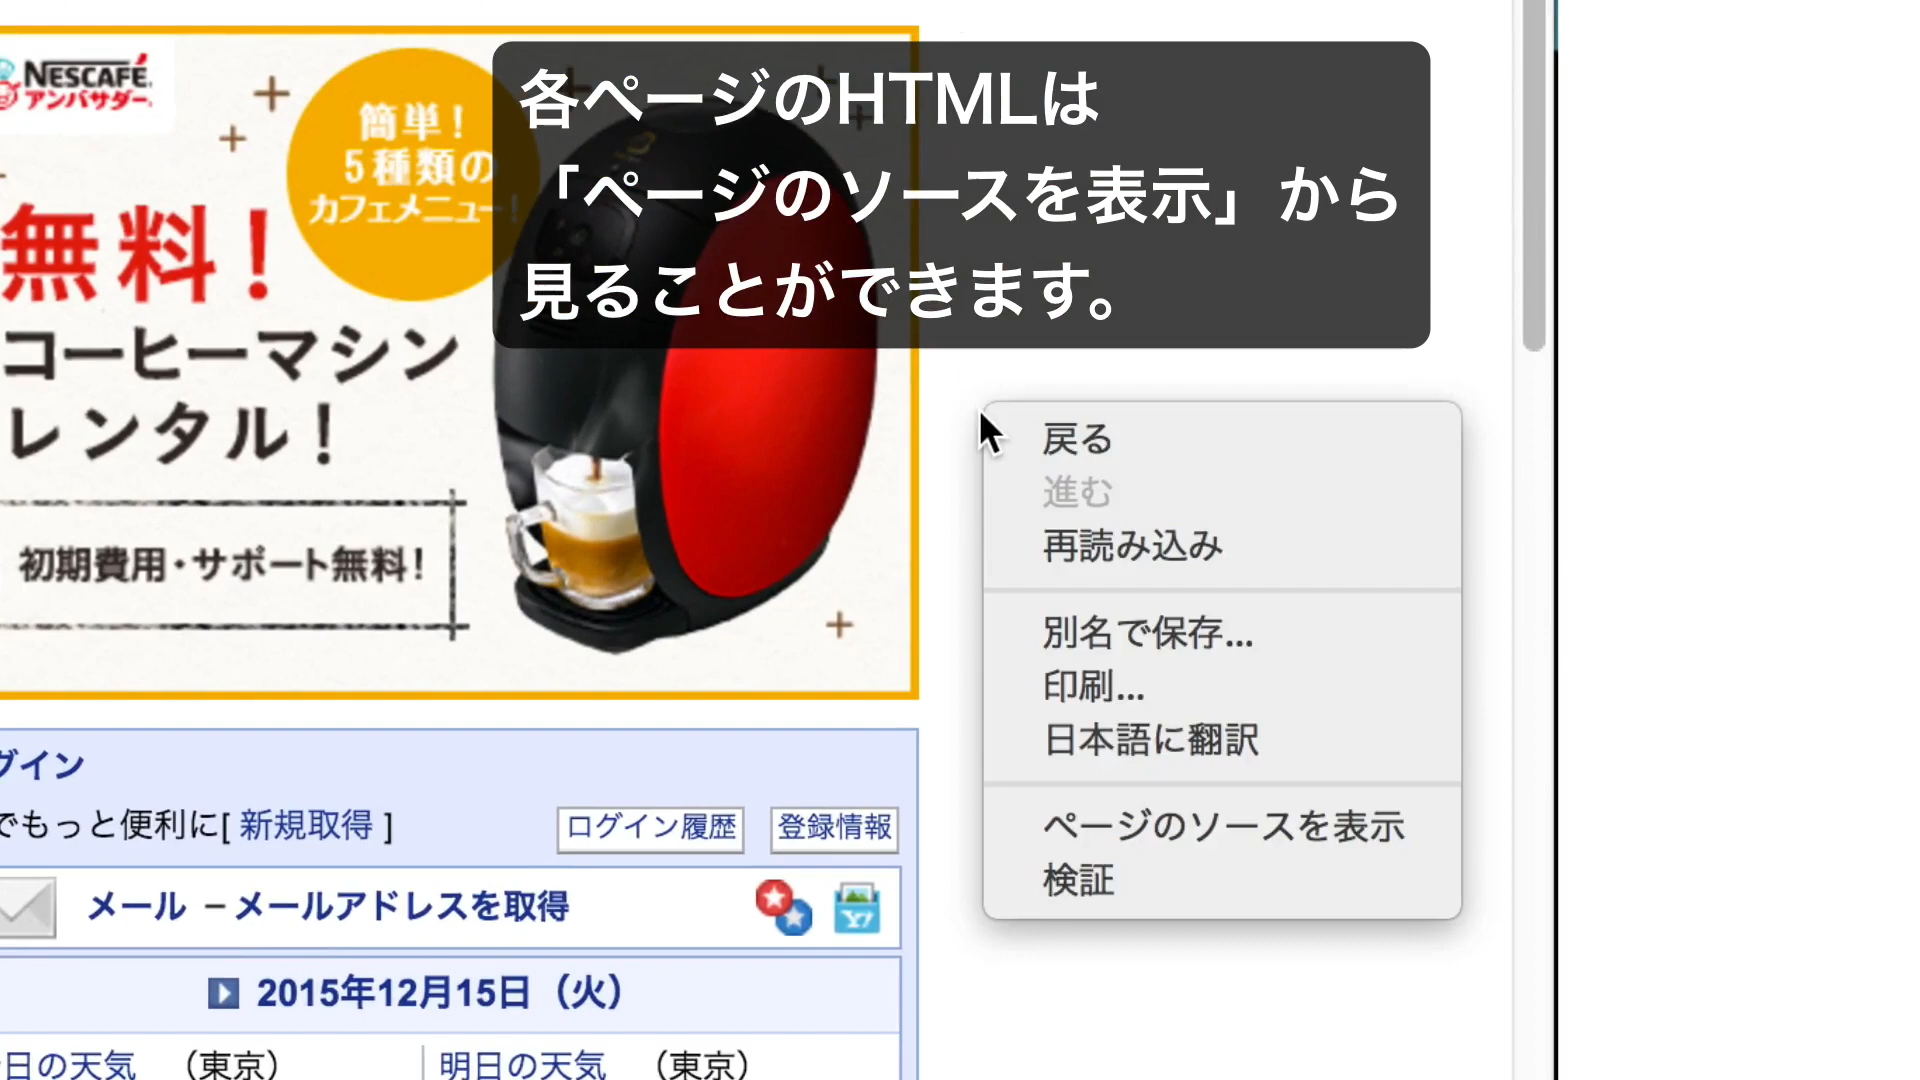 NESCAFÉ
アンバサダー
簡単！
5種類の
カフェメニュー！
無料！
コーヒーマシン
レンタル！
初期費用・サポート無料！
各ページのHTMLは
「ページのソースを表示」から
見ることができます。
戻る
進む
再読み込み
別名で保存...
印刷...
日本語に翻訳
ページのソースを表示
検証
グイン
でもっと便利に[ 新規取得 ]
ログイン履歴
登録情報
メール －メールアドレスを取得
Y!
2015年12月15日（火）
日の天気 （東京）
明日の天気 （東京）